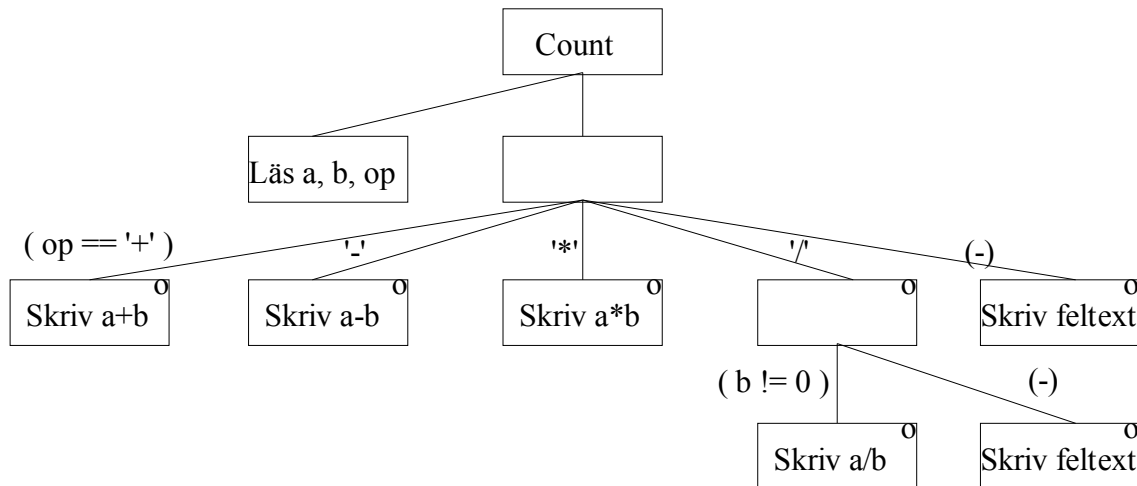 Count
Läs a, b, op
( op == '+' )
'-'
'*'
'/'
(-)
o
o
o
o
o
Skriv a+b
Skriv a-b
Skriv a*b
Skriv feltext
( b != 0 )
(-)
o
o
Skriv a/b
Skriv feltext